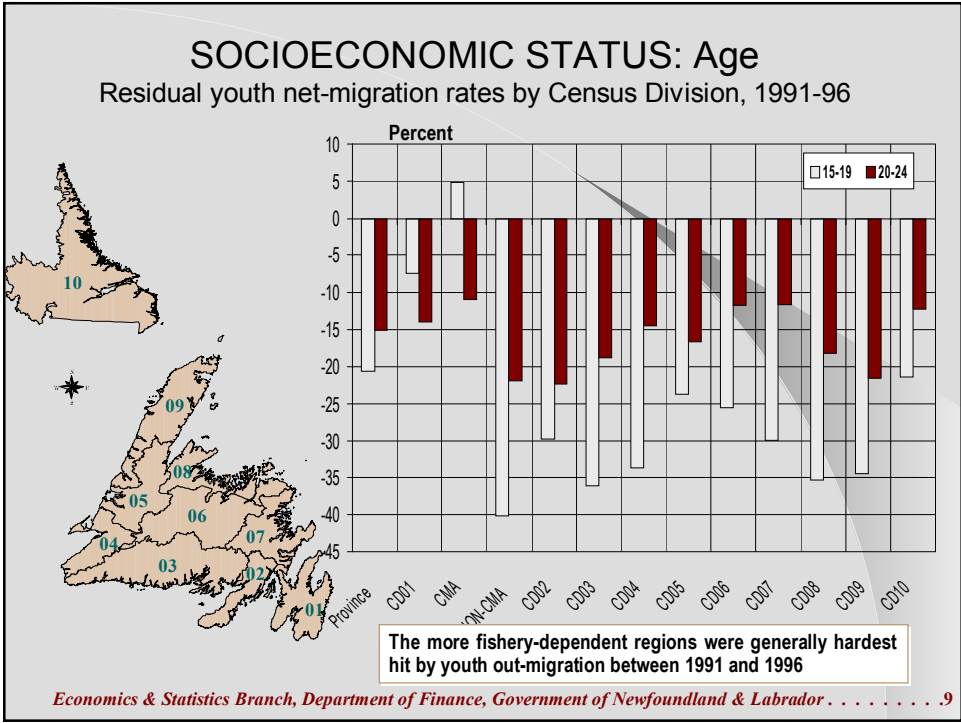 SOCIOECONOMIC STATUS: Age
Residual youth net-migration rates by Census Division, 1991-96
Percent
10
5
0
-5
-10
-15
-20
-25
-30
-35
-40
-45
15-19 20-24
Province CD01 CMA NON-CMA CD02 CD03 CD04 CD05 CD06 CD07 CD08 CD09 CD10
10
N
W E
S
09
08
05
06
07
04
03
02
01
The more fishery-dependent regions were generally hardest
hit by youth out-migration between 1991 and 1996
Economics & Statistics Branch, Department of Finance, Government of Newfoundland & Labrador . . . . . . . . .9